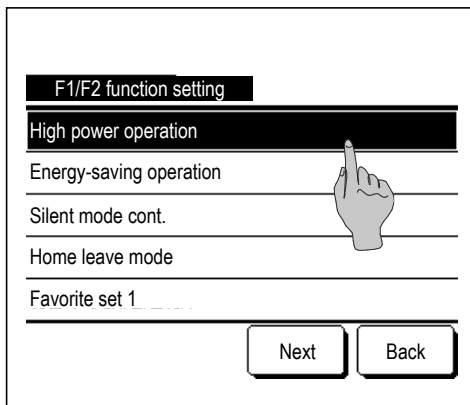 F1/F2 function setting
High power operation
Energy-saving operation
Silent mode cont.
Home leave mode
Favorite set 1
Next Back